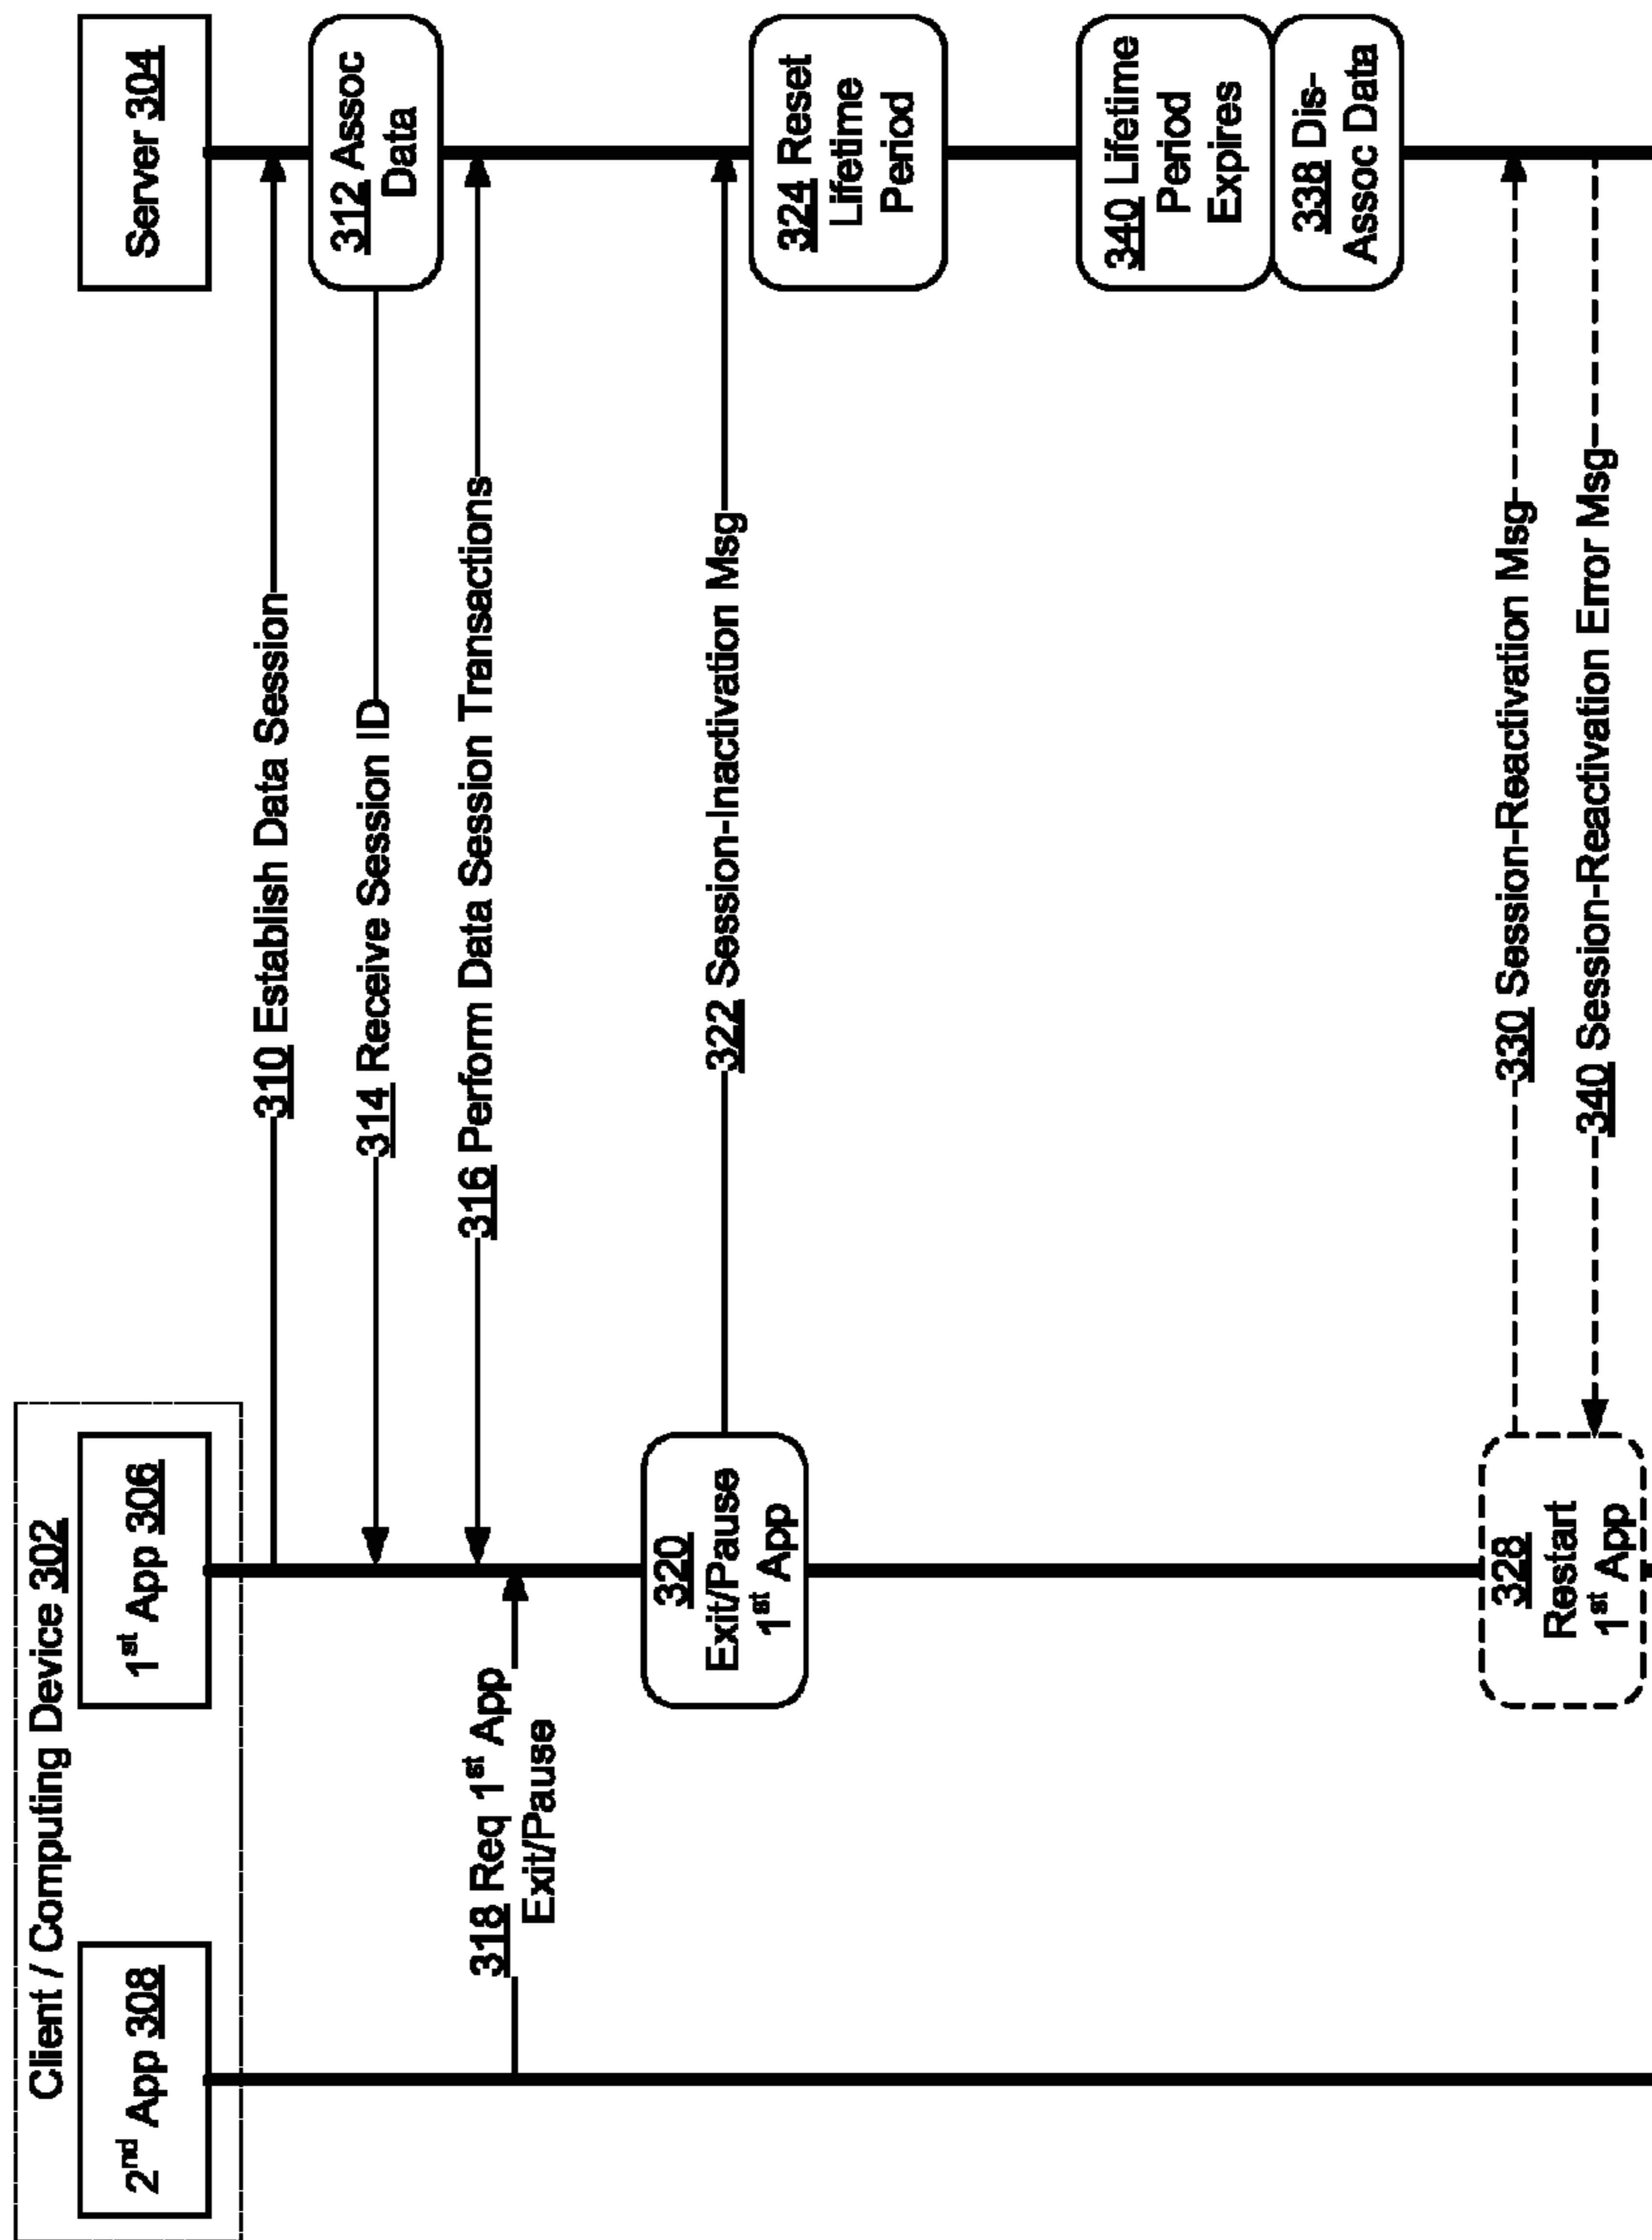 Client / Computing Device 302
2nd App 308
1st App 306
Server 304
310 Establish Data Session
312 Assoc
Data
314 Receive Session ID
316 Perform Data Session Transactions
318 Req 1st App
Exit/Pause
320
Exit/Pause
1st App
322 Session-Inactivation Msg
324 Reset
Lifetime
Period
340 Lifetime
Period
Expires
338 Dis-
Assoc Data
328
Restart
1st App
330 Session-Reactivation Msg
340 Session-Reactivation Error Msg